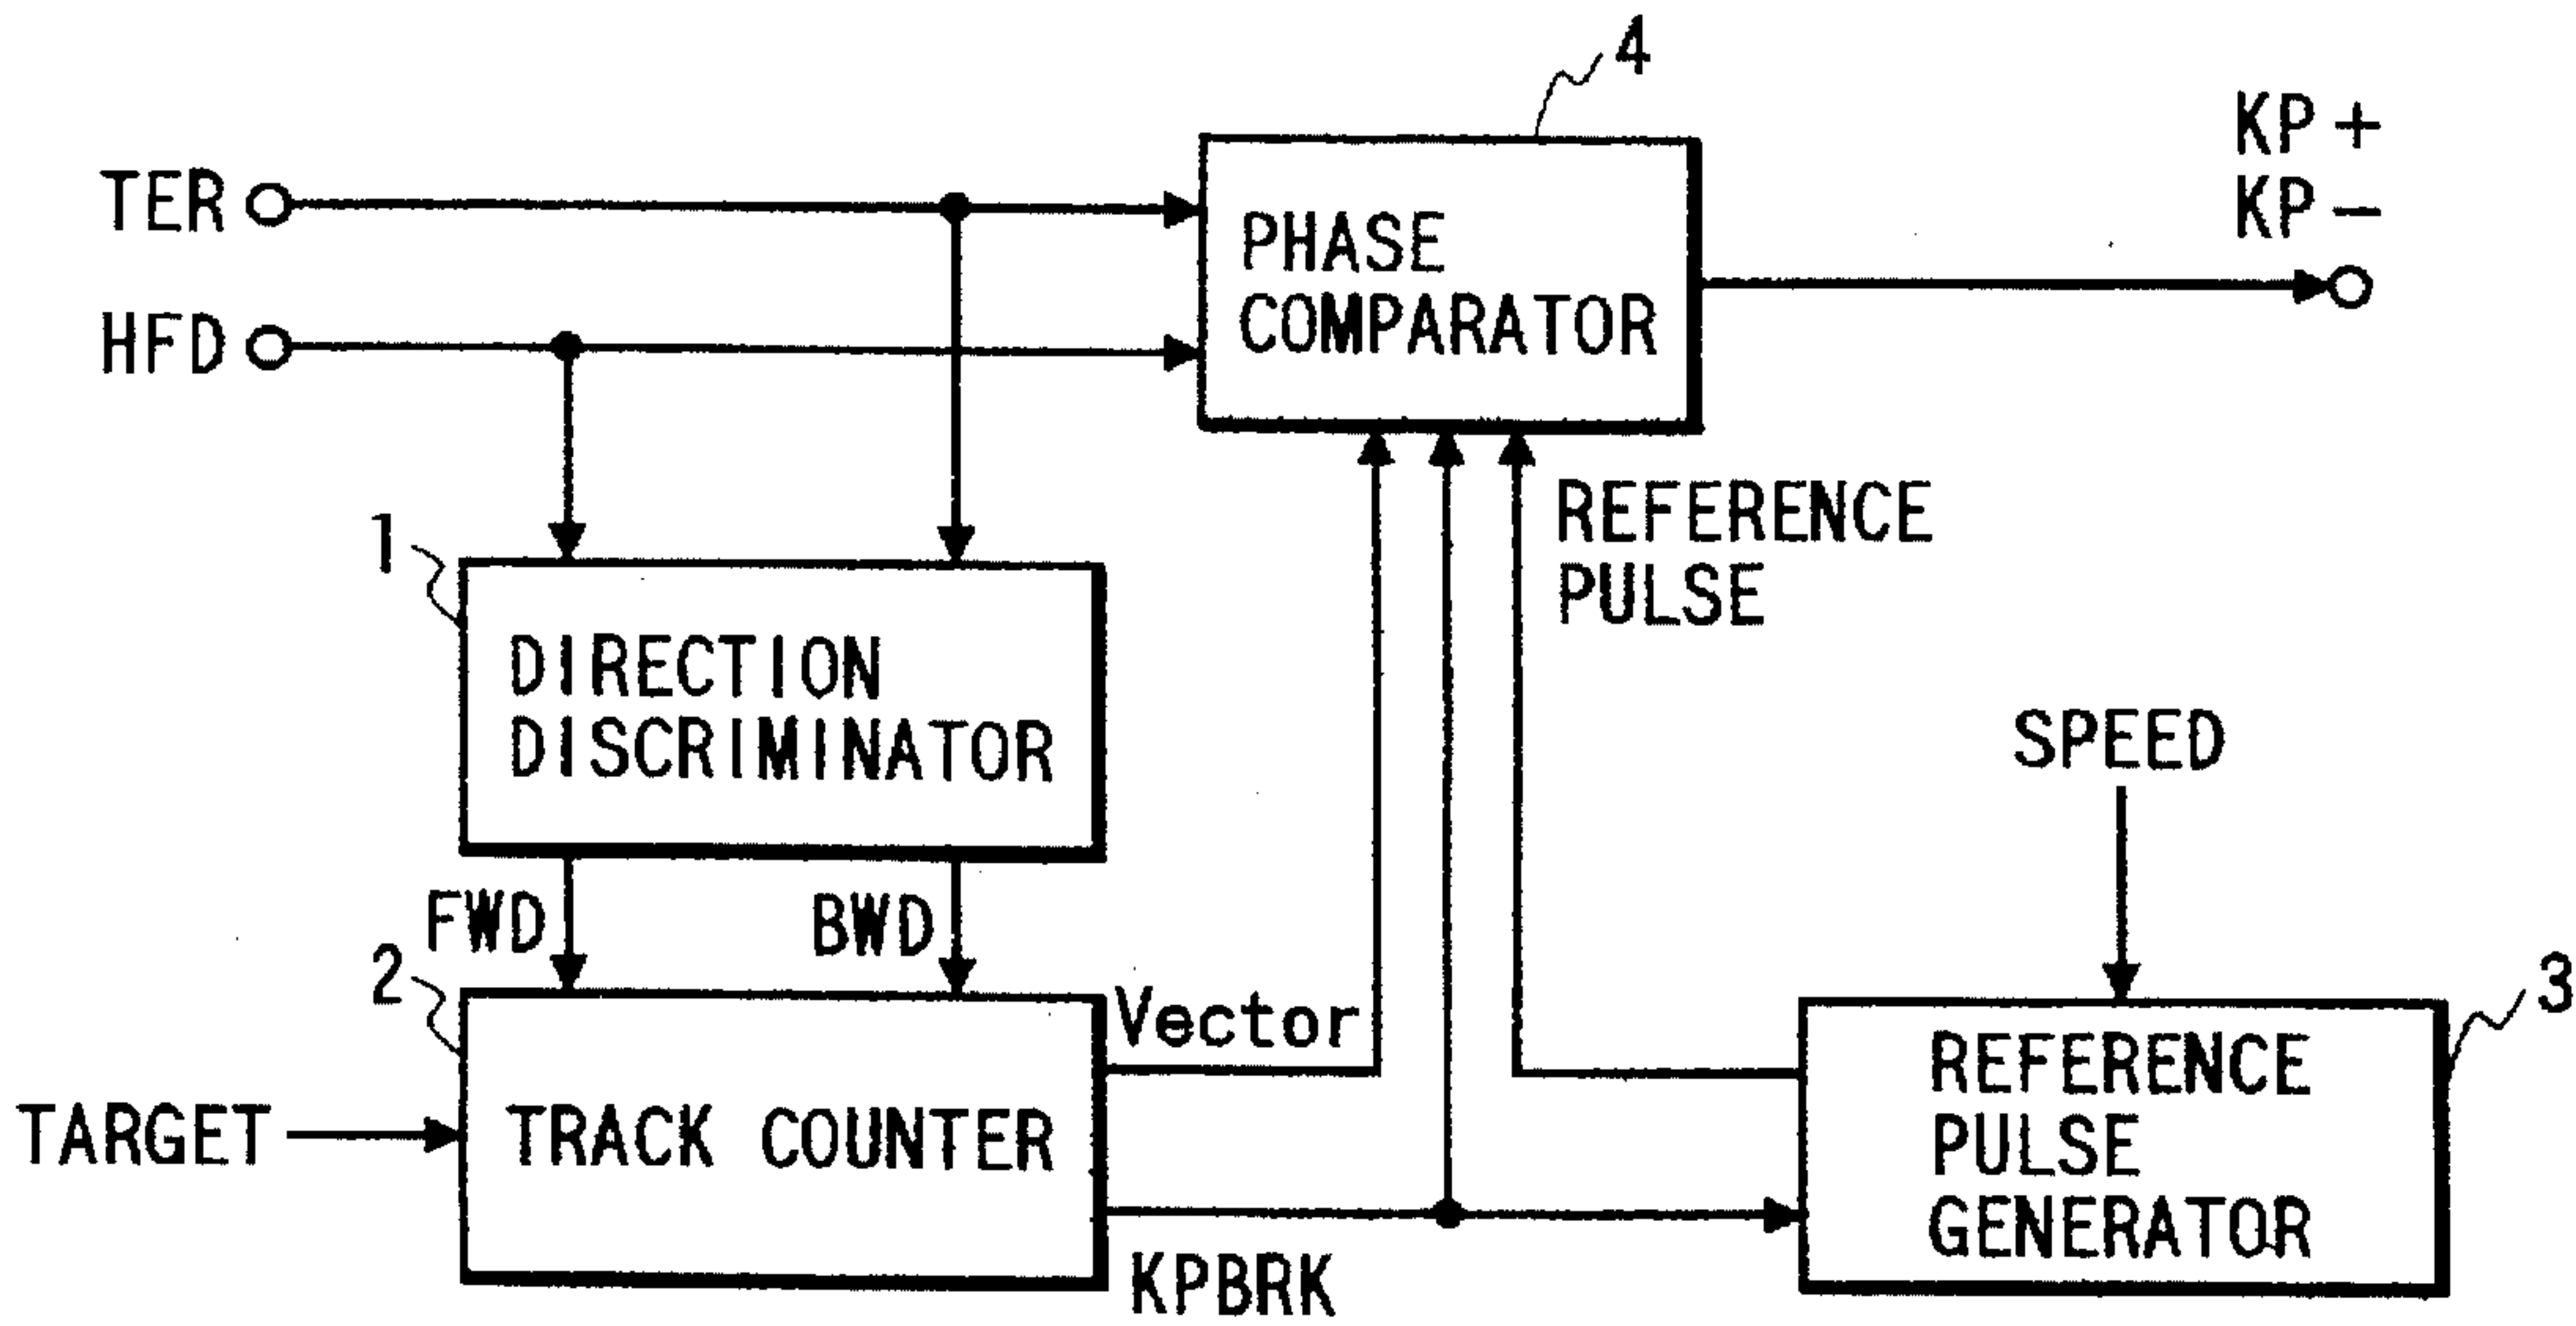 4
KP+
KP-
TER
PHASE
COMPARATOR
HFD
REFERENCE
PULSE
1
DIRECTION
DISCRIMINATOR
SPEED
FWD
BWD
2
3
Vector
REFERENCE
PULSE
GENERATOR
TARGET
TRACK COUNTER
KPBRK